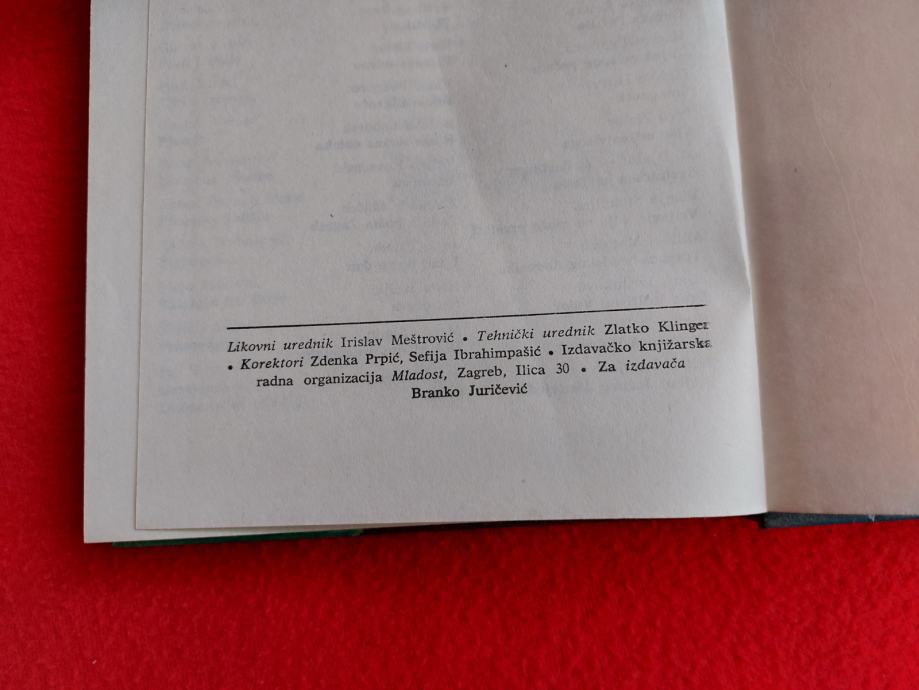 Likovni urednik Irislav Meštrović • Tehnički urednik Zlatko Klinger
• Korektori Zdenka Prpić, Sefija Ibrahimpašić • Izdavačko knjižarska
radna organizacija Mladost, Zagreb, Ilica 30 • Za izdavača
Branko Juričević